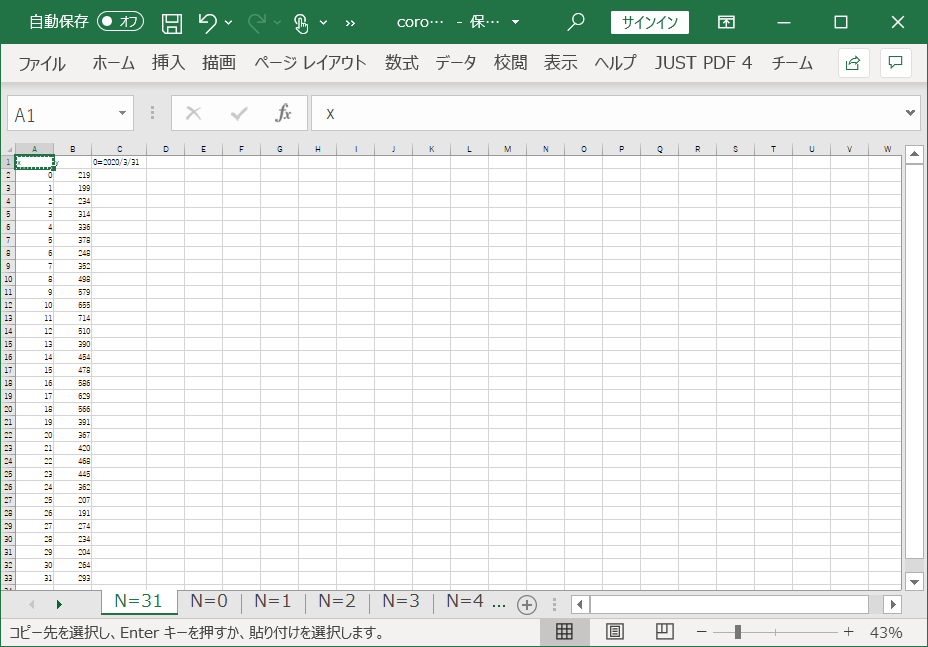 自動保存 オフ coro… - 保… サインイン
ファイル ホーム 挿入 描画 ページ レイアウト 数式 データ 校閲 表示 ヘルプ JUST PDF 4 チーム
A1 fx x
A B C D E F G H I J K L M N O P Q R S T U V W
1 x y 0=2020/3/31
2 0 219
3 1 199
4 2 234
5 3 314
6 4 336
7 5 378
8 6 248
9 7 352
10 8 498
11 9 579
12 10 655
13 11 714
14 12 510
15 13 390
16 14 454
17 15 478
18 16 586
19 17 629
20 18 566
21 19 391
22 20 367
23 21 420
24 22 468
25 23 445
26 24 362
27 25 207
28 26 191
29 27 274
30 28 234
31 29 204
32 30 264
33 31 293
N=31 N=0 N=1 N=2 N=3 N=4 ...
コピー先を選択し、Enter キーを押すか、貼り付けを選択します。 43%